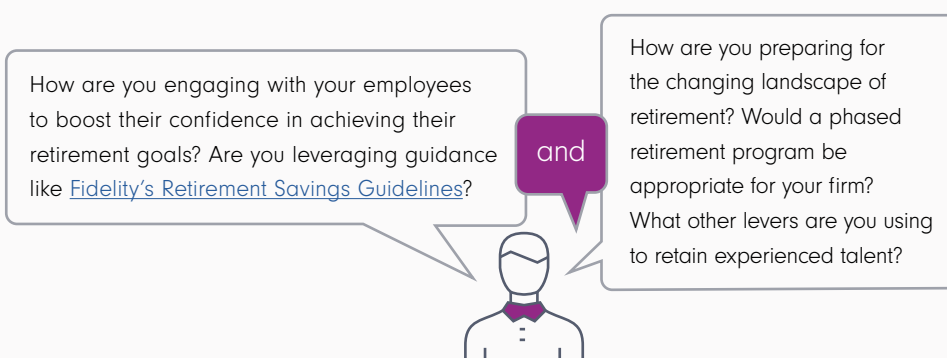 How are you engaging with your employees
to boost their confidence in achieving their
retirement goals? Are you leveraging guidance
like Fidelity's Retirement Savings Guidelines?
and
How are you preparing for
the changing landscape of
retirement? Would a phased
retirement program be
appropriate for your firm?
What other levers are you using
to retain experienced talent?